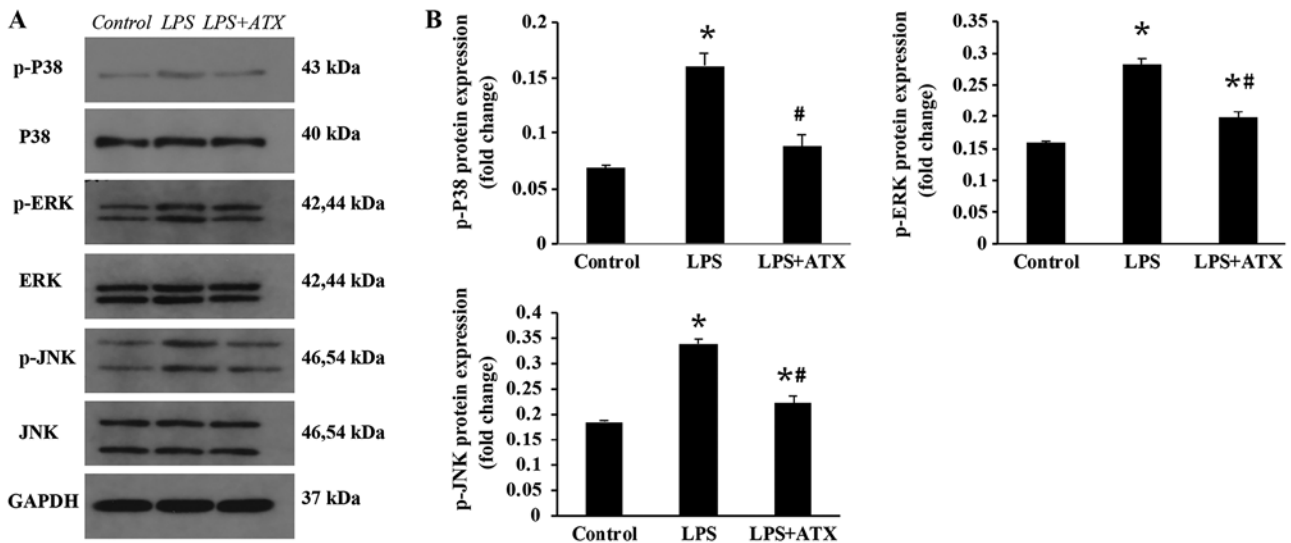 A
Control LPS LPS+ATX
p-P38 43 kDa
P38 40 kDa
p-ERK 42,44 kDa
ERK 42,44 kDa
p-JNK 46,54 kDa
JNK 46,54 kDa
GAPDH 37 kDa
B
p-P38 protein expression
(fold change)
0.2
0.15
0.1
0.05
0
*
#
Control LPS LPS+ATX
p-ERK protein expression
(fold change)
0.35
0.3
0.25
0.2
0.15
0.1
0.05
0
*
*#
Control LPS LPS+ATX
p-JNK protein expression
(fold change)
0.4
0.35
0.3
0.25
0.2
0.15
0.1
0.05
0
*
*#
Control LPS LPS+ATX